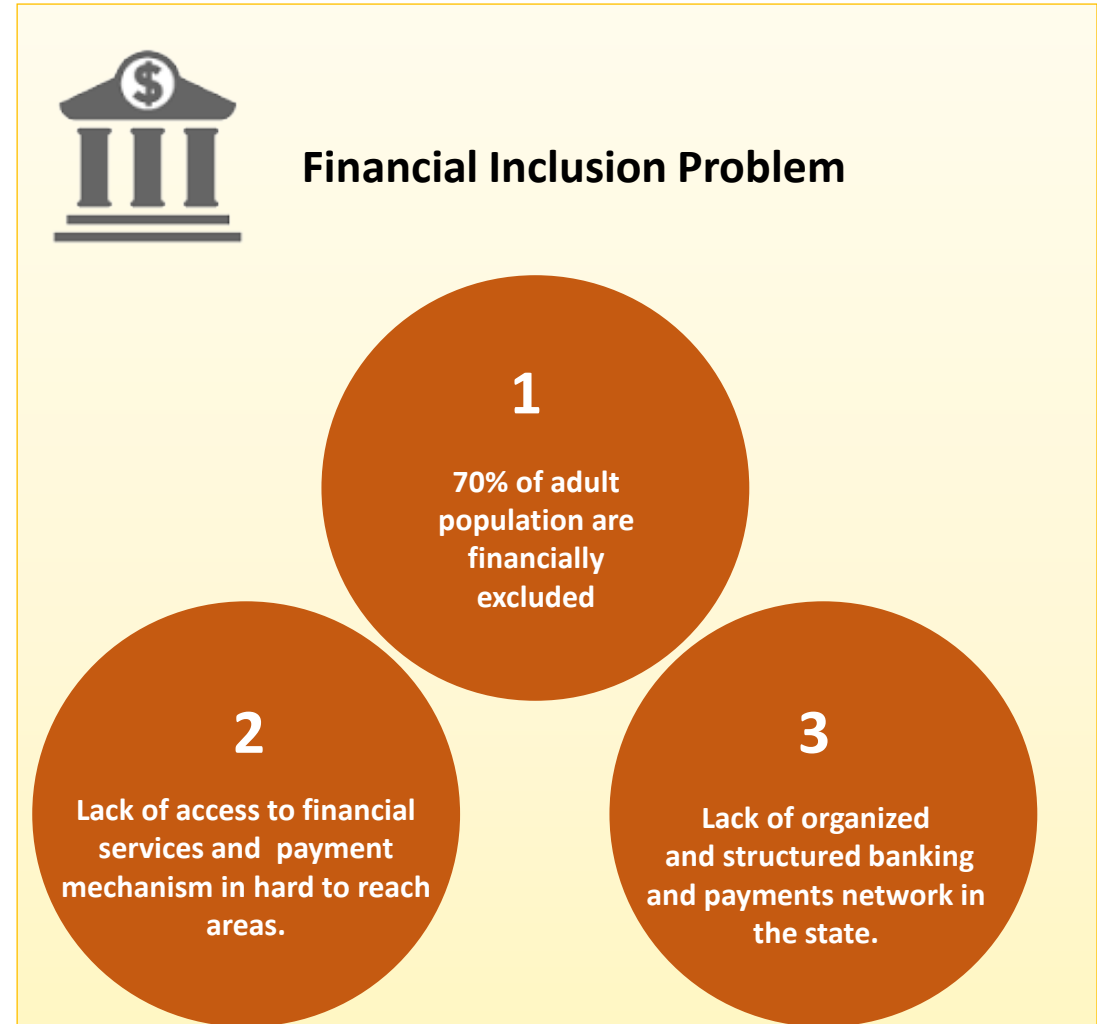 $
Financial Inclusion Problem
1
70% of adult
population are
financially
excluded
2
Lack of access to financial
services and  payment
mechanism in hard to reach
areas.
3
Lack of organized
and structured banking
and payments network in
the state.